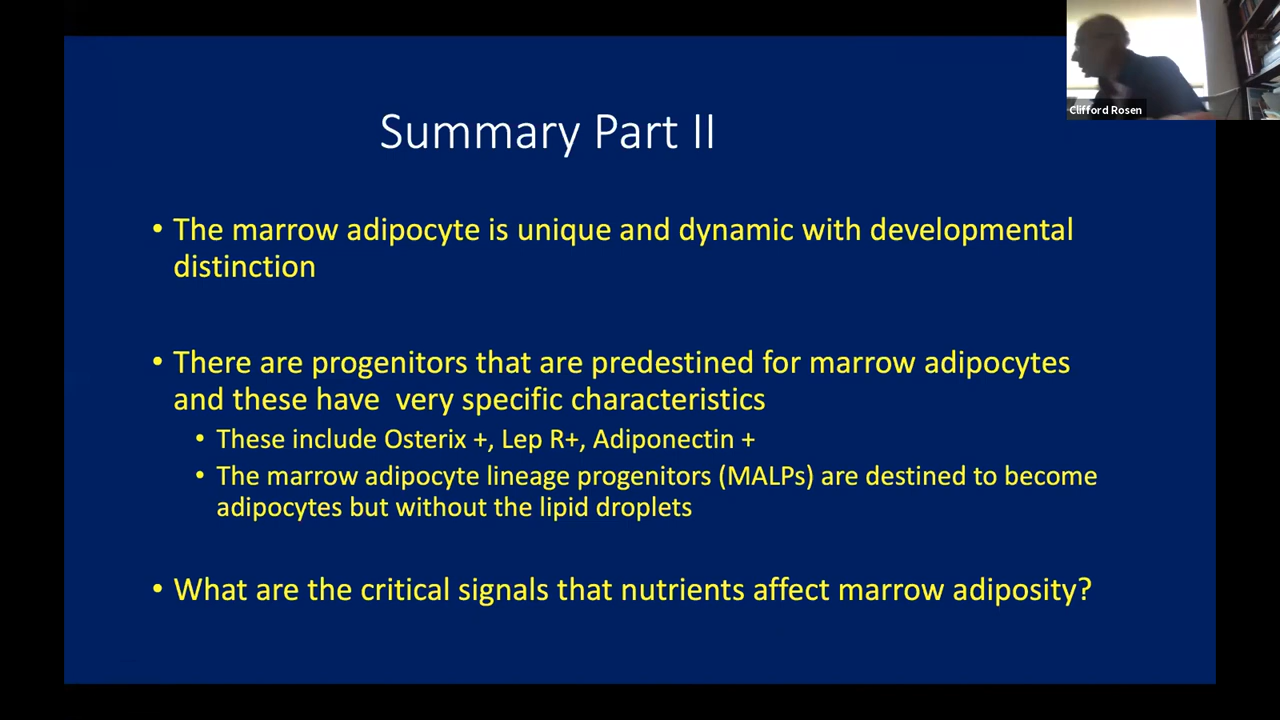 Clifford Rosen
Summary Part II
• The marrow adipocyte is unique and dynamic with developmental
distinction
• There are progenitors that are predestined for marrow adipocytes
and these have very specific characteristics
• These include Osterix +, Lep R+, Adiponectin +
• The marrow adipocyte lineage progenitors (MALPs) are destined to become
adipocytes but without the lipid droplets
• What are the critical signals that nutrients affect marrow adiposity?